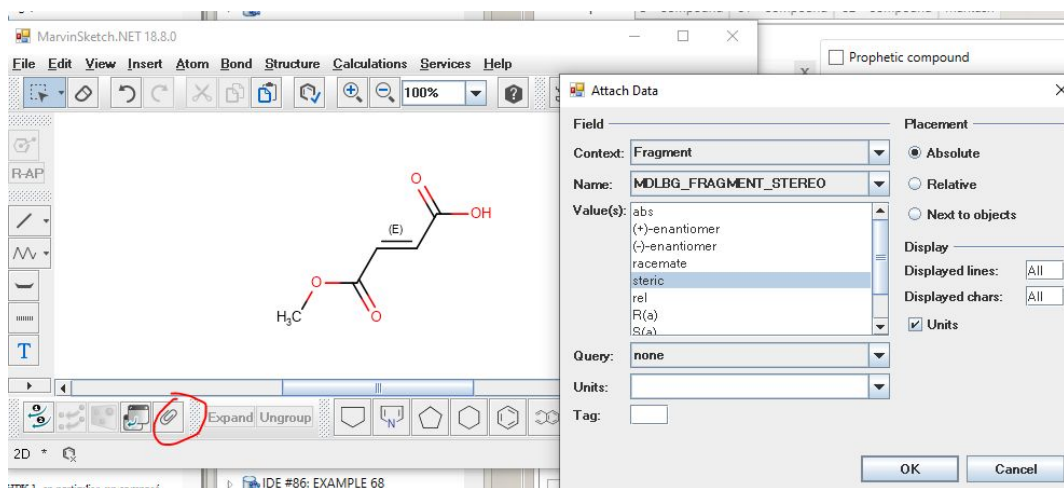 MarvinSketch.NET 18.8.0
File Edit View Insert Atom Bond Structure Calculations Services Help
100%
R-AP
T
O
OH
(E)
O
O
H3C
Expand Ungroup
N
2D *
IDE #86: EXAMPLE 68
Prophetic compound
Attach Data
Field
Context: Fragment
Name: MDLBG_FRAGMENT_STEREO
Value(s): abs
(+)-enantiomer
(-)-enantiomer
racemate
steric
rel
R(a)
S(a)
Query: none
Units:
Tag:
Placement
Absolute
Relative
Next to objects
Display
Displayed lines: All
Displayed chars: All
Units
OK Cancel